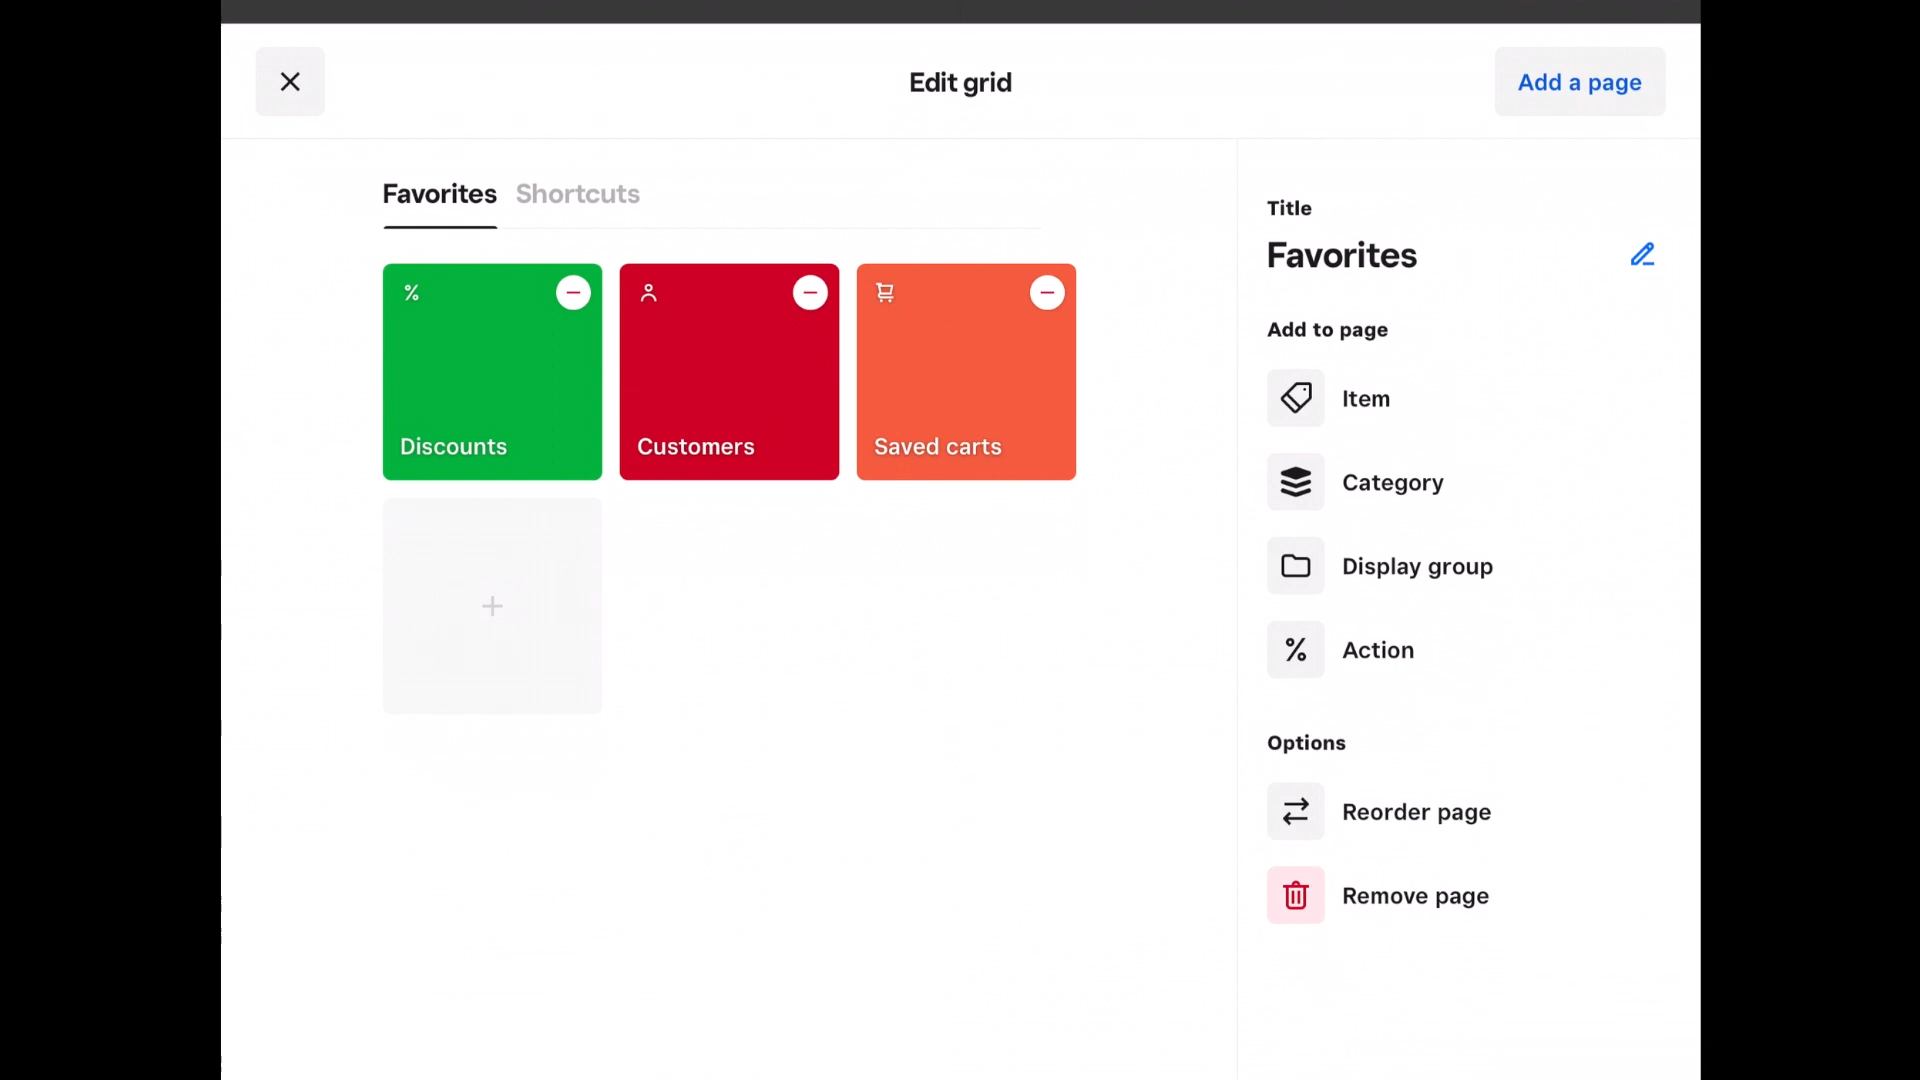 Edit grid
Add a page
Favorites Shortcuts
Discounts
Customers
Saved carts
Title
Favorites
Add to page
Item
Category
Display group
Action
Options
Reorder page
Remove page